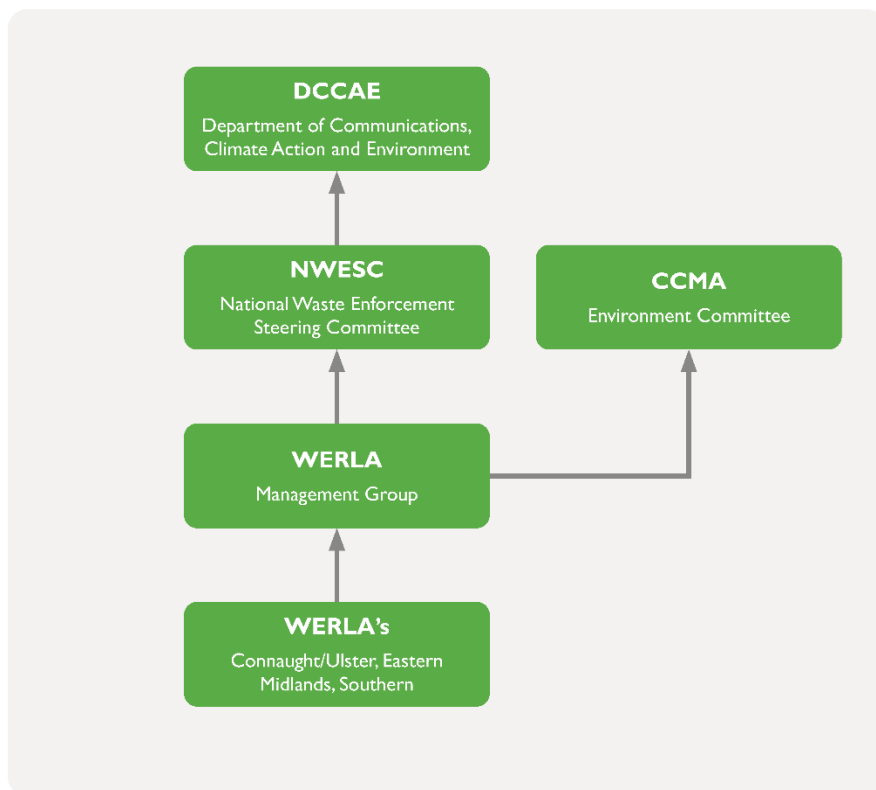 DCCAE
Department of Communications,
Climate Action and Environment
NWESC
National Waste Enforcement
Steering Committee
CCMA
Environment Committee
WERLA
Management Group
WERLA’s
Connaught/Ulster, Eastern
Midlands, Southern